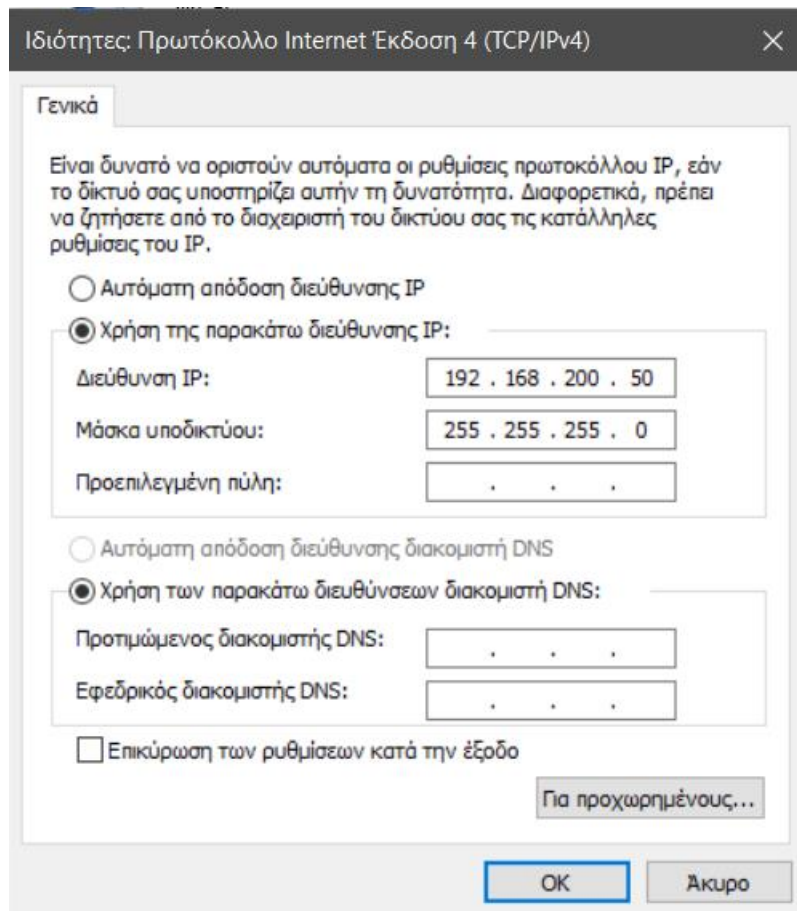 Ιδιότητες: Πρωτόκολλο Internet Έκδοση 4 (TCP/IPv4)
Γενικά
Είναι δυνατό να οριστούν αυτόματα οι ρυθμίσεις πρωτοκόλλου IP, εάν
το δίκτυό σας υποστηρίζει αυτήν τη δυνατότητα. Διαφορετικά, πρέπει
να ζητήσετε από το διαχειριστή του δικτύου σας τις κατάλληλες
ρυθμίσεις του IP.
Αυτόματη απόδοση διεύθυνσης IP
Χρήση της παρακάτω διεύθυνσης IP:
Διεύθυνση IP: 192 . 168 . 200 . 50
Μάσκα υποδικτύου: 255 . 255 . 255 . 0
Προεπιλεγμένη πύλη: . . .
Αυτόματη απόδοση διεύθυνσης διακομιστή DNS
Χρήση των παρακάτω διευθύνσεων διακομιστή DNS:
Προτιμώμενος διακομιστής DNS: . . .
Εφεδρικός διακομιστής DNS: . . .
Επικύρωση των ρυθμίσεων κατά την έξοδο
Για προχωρημένους...
OK Άκυρο